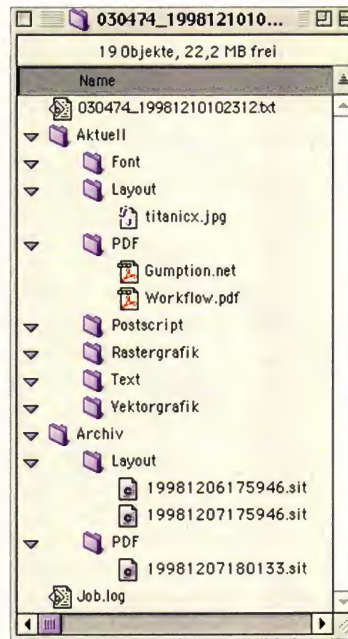 030474_1998121010...
19 Objekte, 22,2 MB frei
Name
030474_19981210102312.txt
Aktuell
Font
Layout
titanicx.jpg
PDF
Gumption.net
Workflow.pdf
Postscript
Rastergrafik
Text
Vektorgrafik
Archiv
Layout
19981206175946.sit
19981207175946.sit
PDF
19981207180133.sit
Job.log